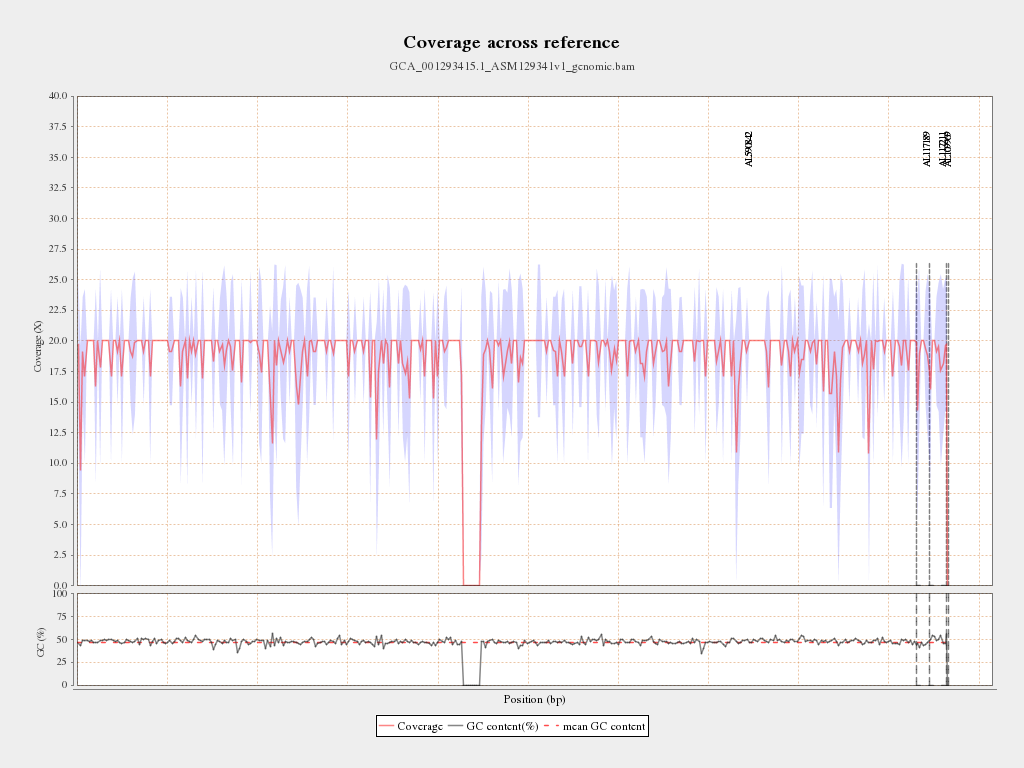 Coverage across reference
GCA_001293415.1_ASM129341v1_genomic.bam
40.0
37.5
35.0
32.5
30.0
27.5
25.0
22.5
20.0
17.5
15.0
12.5
10.0
7.5
5.0
2.5
0.0
Coverage (X)
AL590842
AL117189
AL117211
AL109969
100
75
50
25
0
GC (%)
Position (bp)
Coverage GC content(%) mean GC content